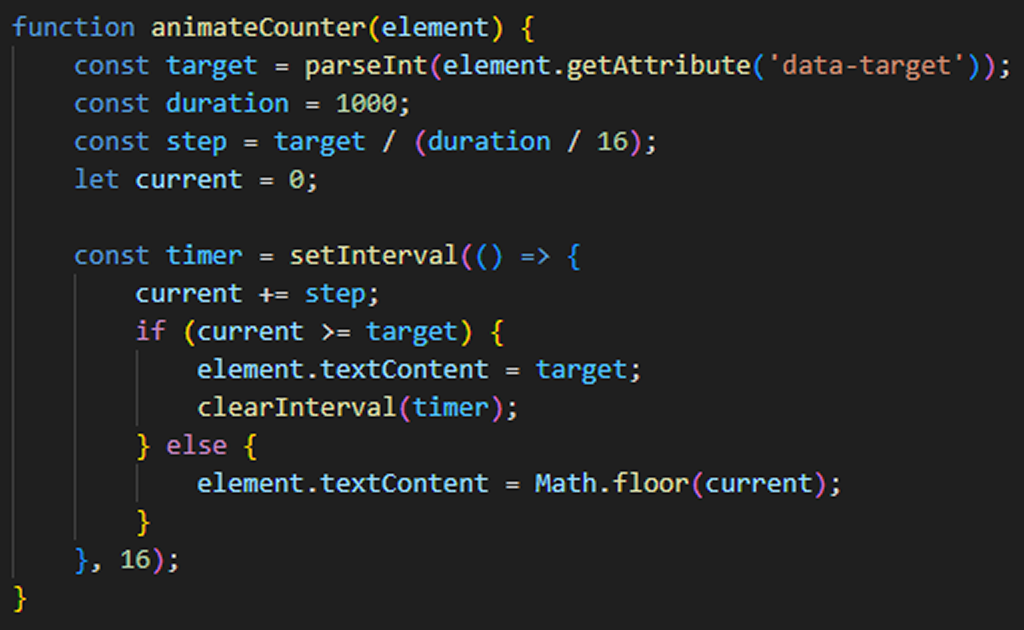 function animateCounter(element) {
    const target = parseInt(element.getAttribute('data-target'));
    const duration = 1000;
    const step = target / (duration / 16);
    let current = 0;

    const timer = setInterval(() => {
        current += step;
        if (current >= target) {
            element.textContent = target;
            clearInterval(timer);
        } else {
            element.textContent = Math.floor(current);
        }
    }, 16);
}